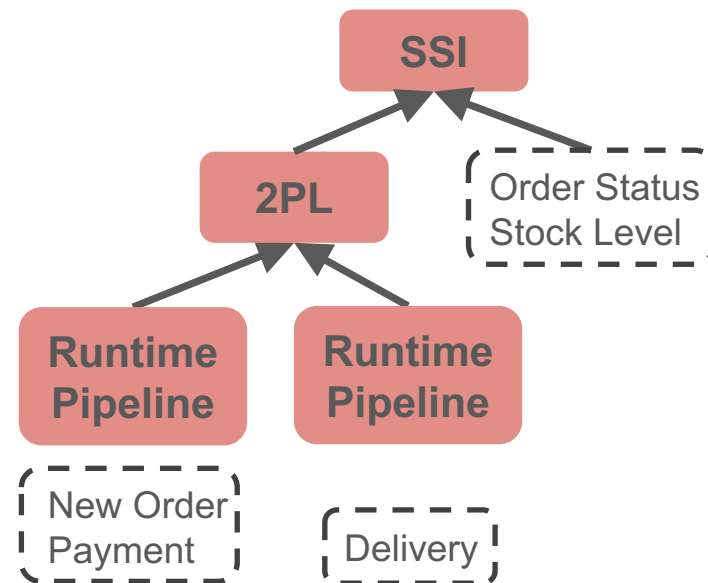 SSI
2PL
Order Status
Stock Level
Runtime
Pipeline
Runtime
Pipeline
New Order
Payment
Delivery